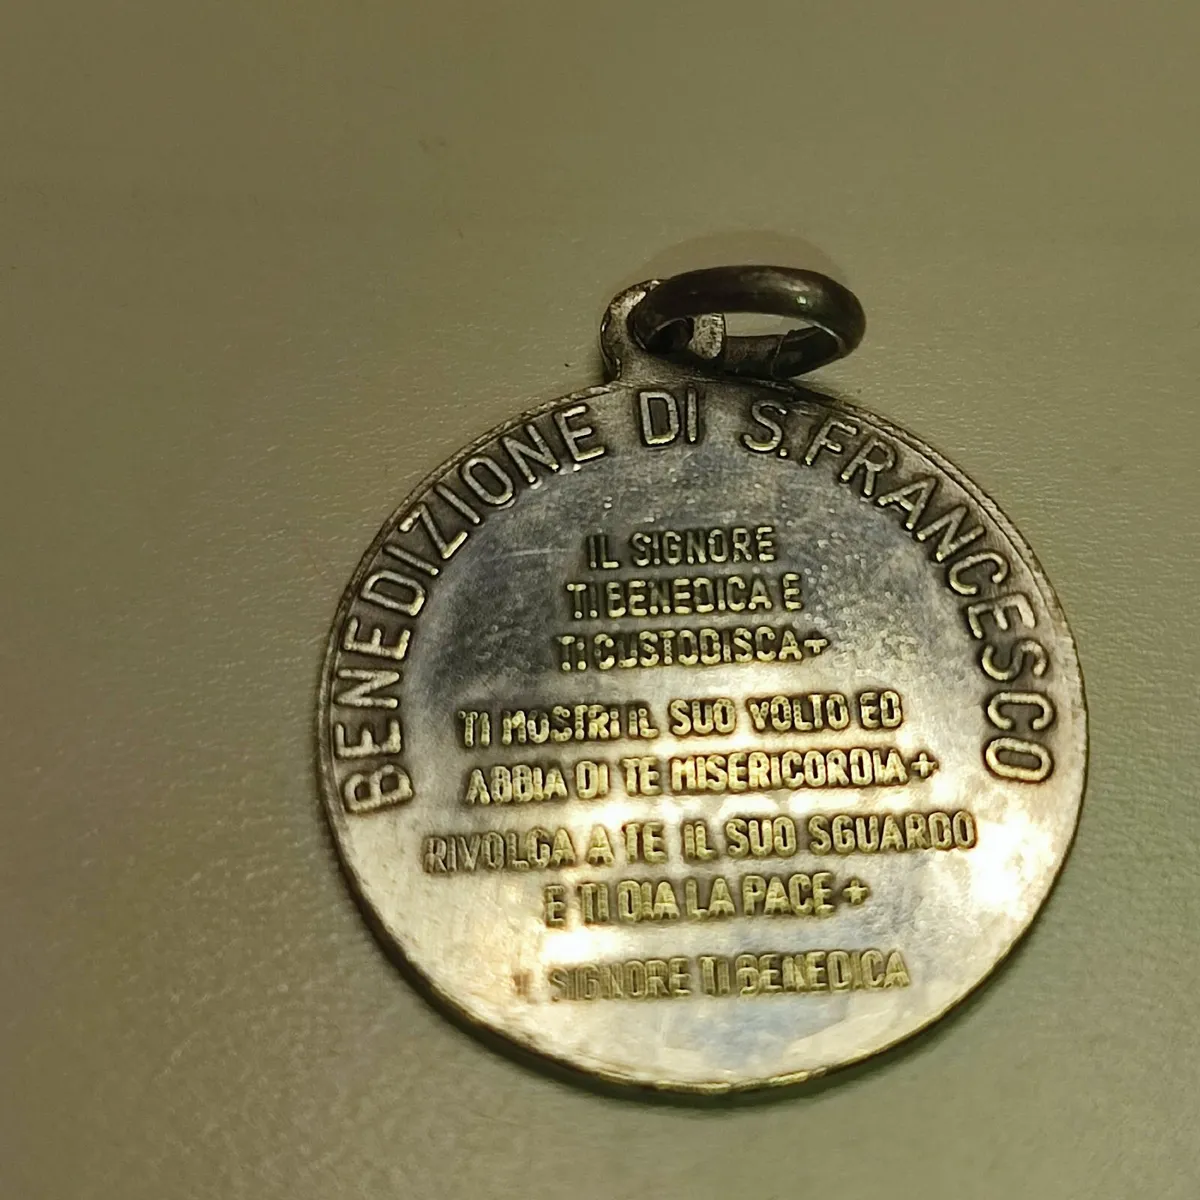 BENEDIZIONE DI S. FRANCESCO
IL SIGNORE
TI BENEDICA E
TI CUSTODISCA+
TI MOSTRI IL SUO VOLTO ED
ABBIA DI TE MISERICORDIA+
RIVOLGA A TE IL SUO SGUARDO
E TI DIA LA PACE+
IL SIGNORE TI BENEDICA